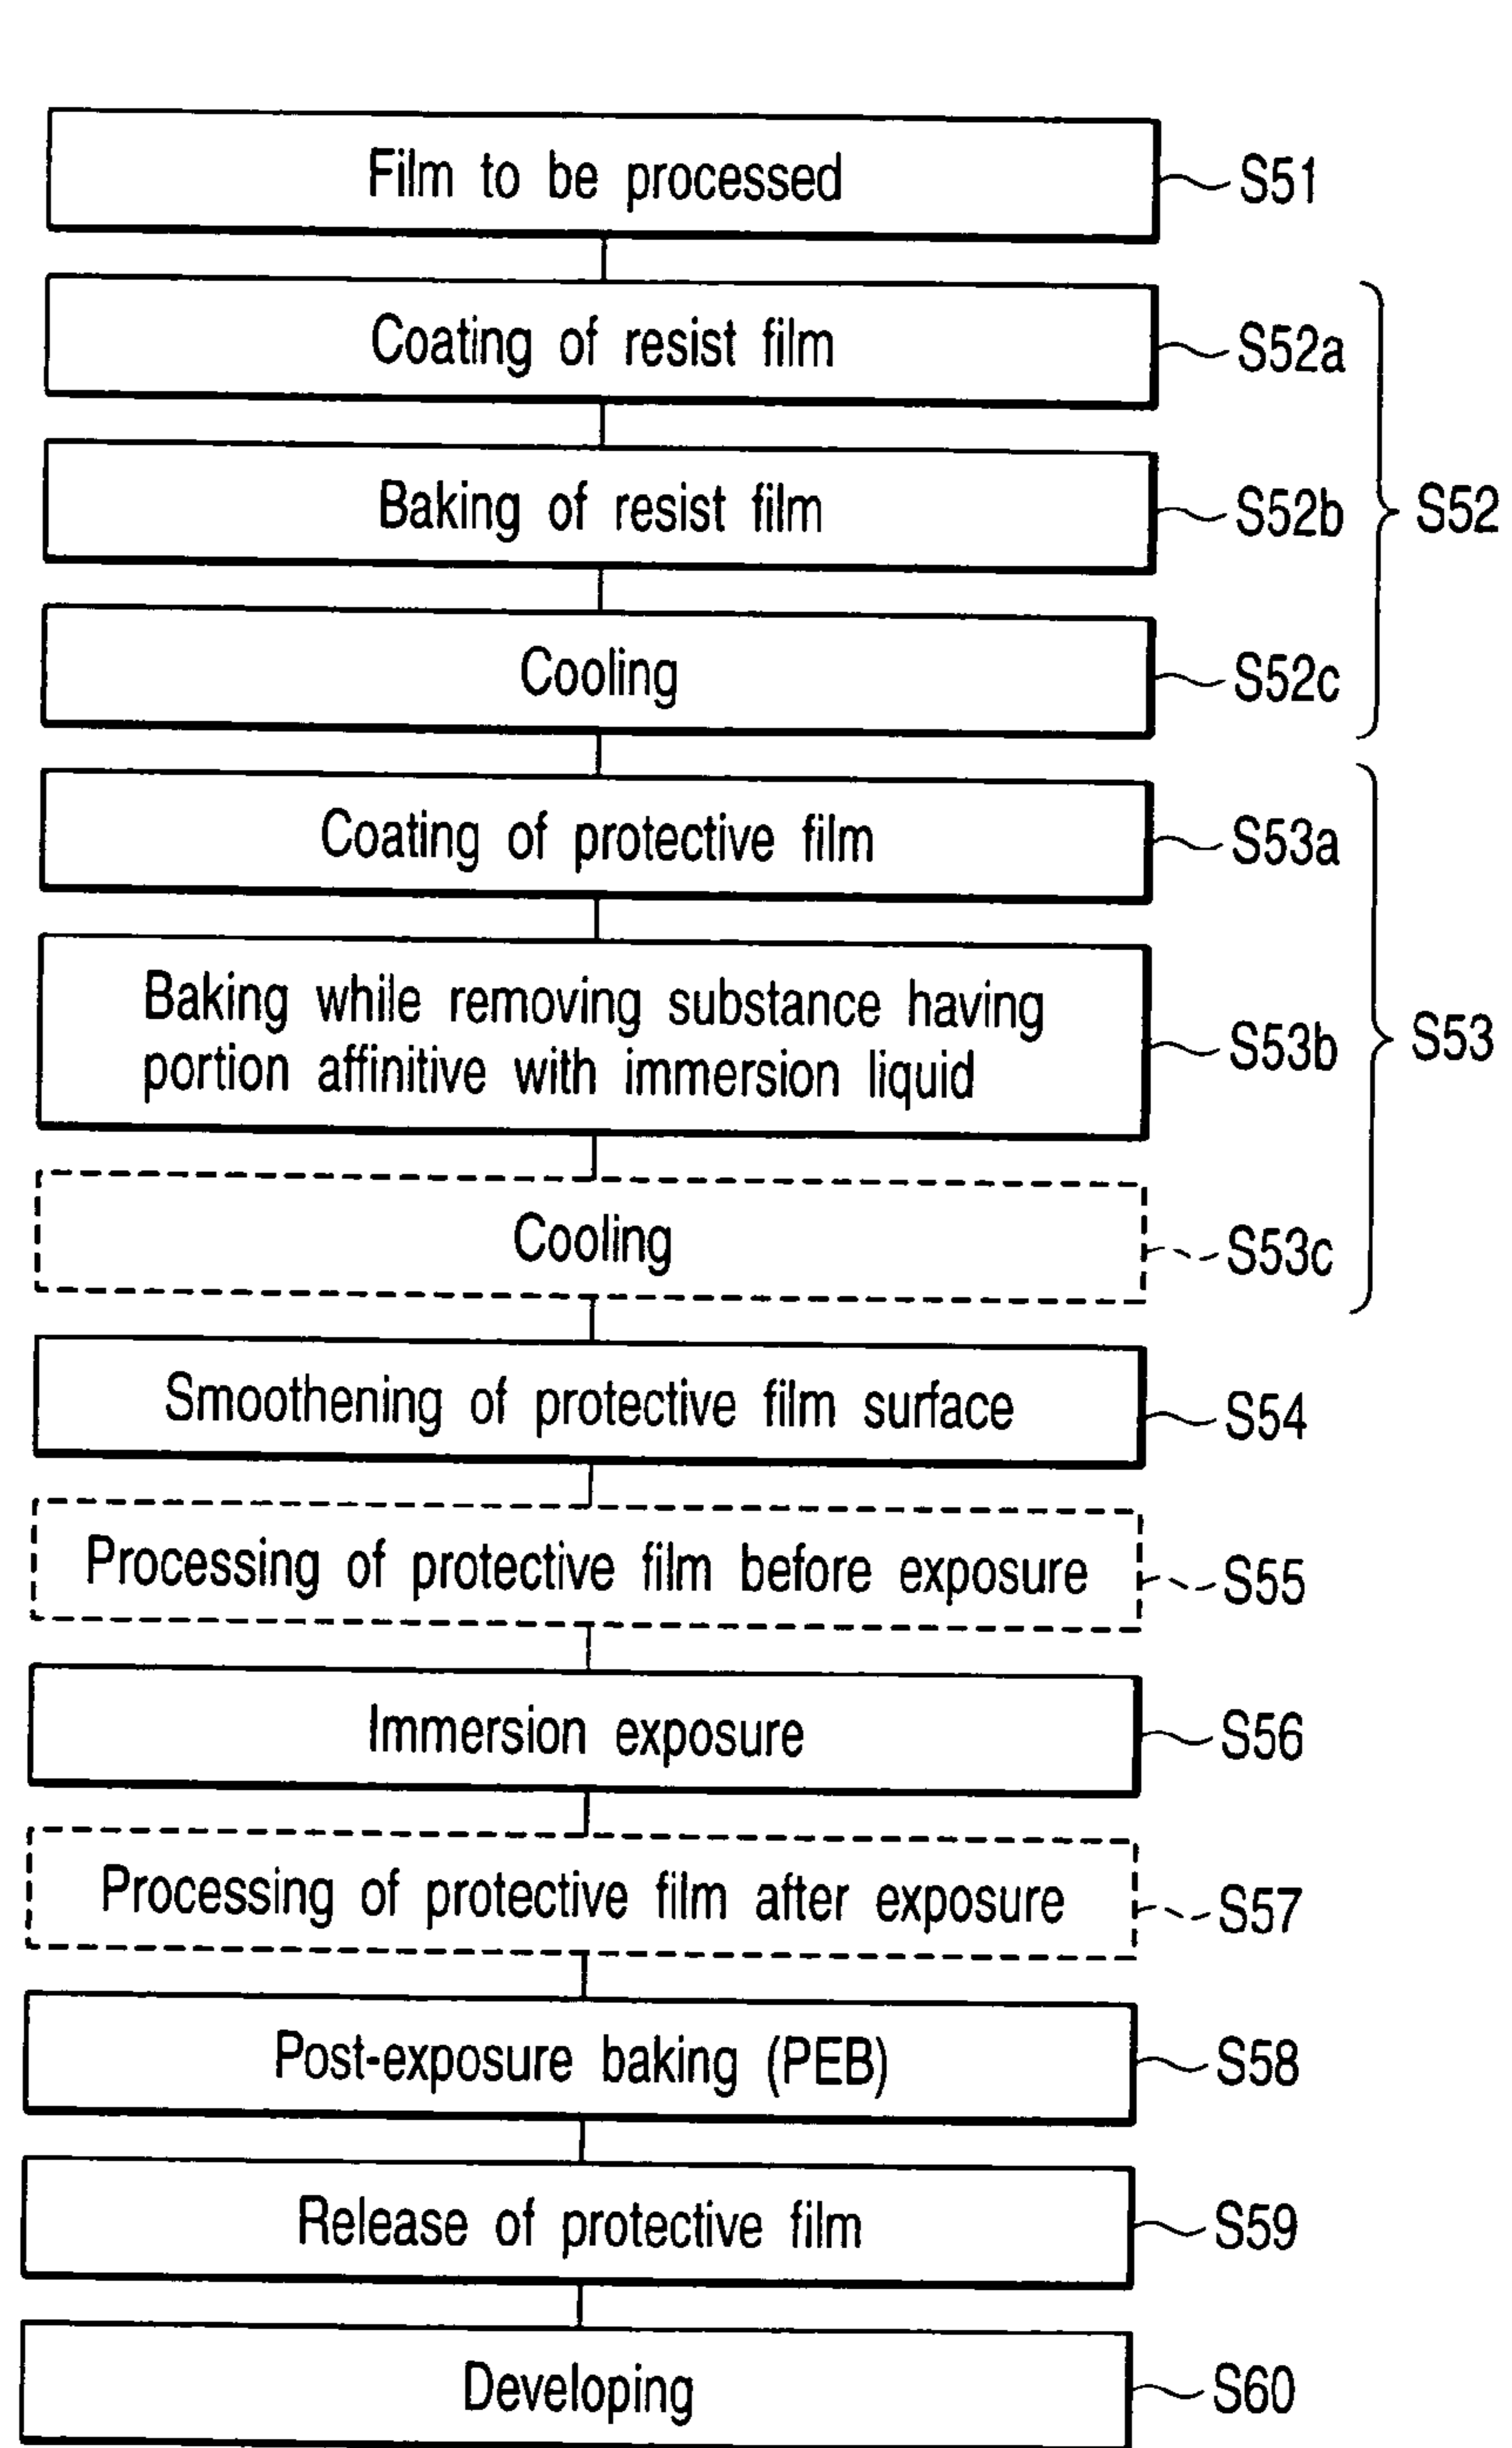 Film to be processed
S51
Coating of resist film
S52a
Baking of resist film
S52b
S52
Cooling
S52c
Coating of protective film
S53a
Baking while removing substance having
portion affinitive with immersion liquid
S53b
S53
Cooling
S53c
Smoothening of protective film surface
S54
Processing of protective film before exposure
S55
Immersion exposure
S56
Processing of protective film after exposure
S57
Post-exposure baking (PEB)
S58
Release of protective film
S59
Developing
S60